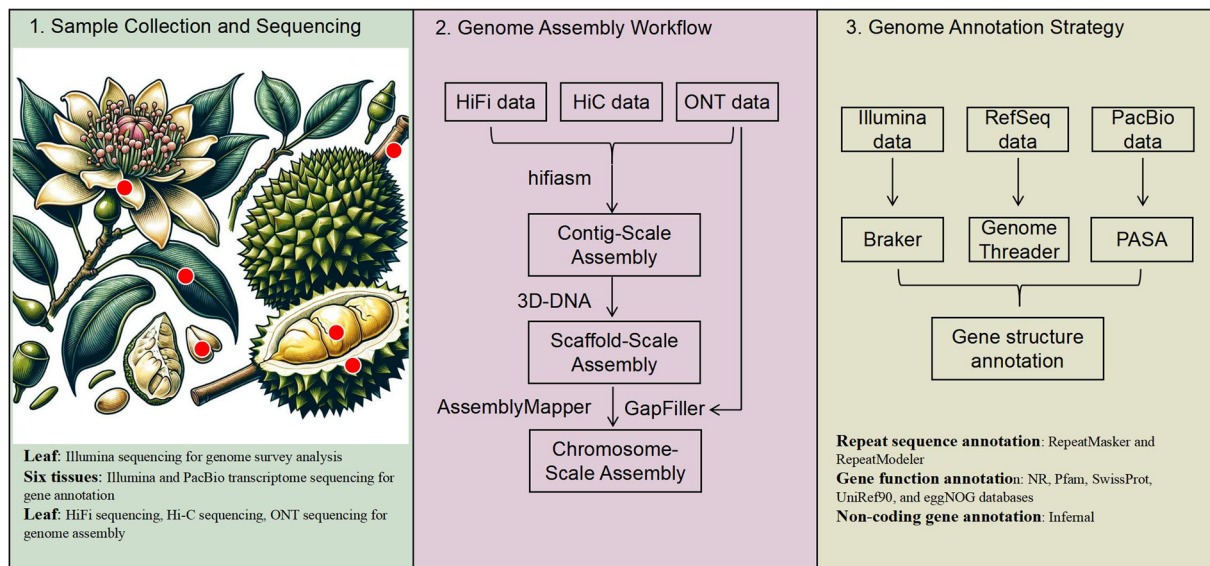 1. Sample Collection and Sequencing
Leaf: Illumina sequencing for genome survey analysis
Six tissues: Illumina and PacBio transcriptome sequencing for
gene annotation
Leaf: HiFi sequencing, Hi-C sequencing, ONT sequencing for
genome assembly
2. Genome Assembly Workflow
HiFi data
HiC data
ONT data
hifiasm
Contig-Scale
Assembly
3D-DNA
Scaffold-Scale
Assembly
AssemblyMapper
GapFiller
Chromosome-
Scale Assembly
3. Genome Annotation Strategy
Illumina
data
RefSeq
data
PacBio
data
Braker
Genome
Threader
PASA
Gene structure
annotation
Repeat sequence annotation: RepeatMasker and
RepeatModeler
Gene function annotation: NR, Pfam, SwissProt,
UniRef90, and eggNOG databases
Non-coding gene annotation: Infernal